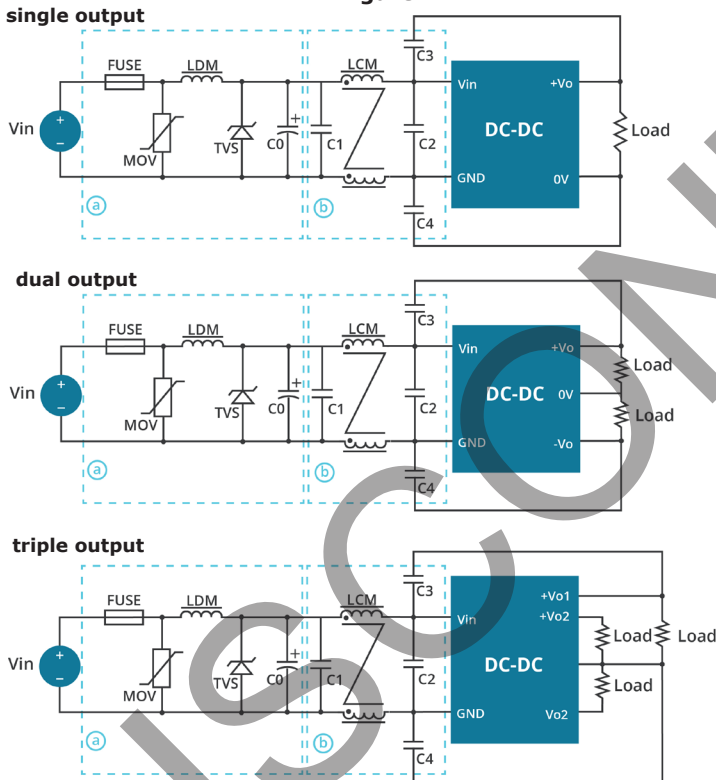 single output
FUSE LDM LCM C3
Vin + − MOV TVS C0 + C1 C2 Vin +Vo DC-DC Load
GND 0V
a b C4
dual output
FUSE LDM LCM C3
Vin + − MOV TVS C0 + C1 C2 Vin +Vo DC-DC 0V Load
Load
GND -Vo
a b C4
triple output
FUSE LDM LCM C3
+Vo1
Vin +Vo2
Vin + − MOV TVS C0 + C1 C2 DC-DC Load Load
Load
GND Vo2
a b C4